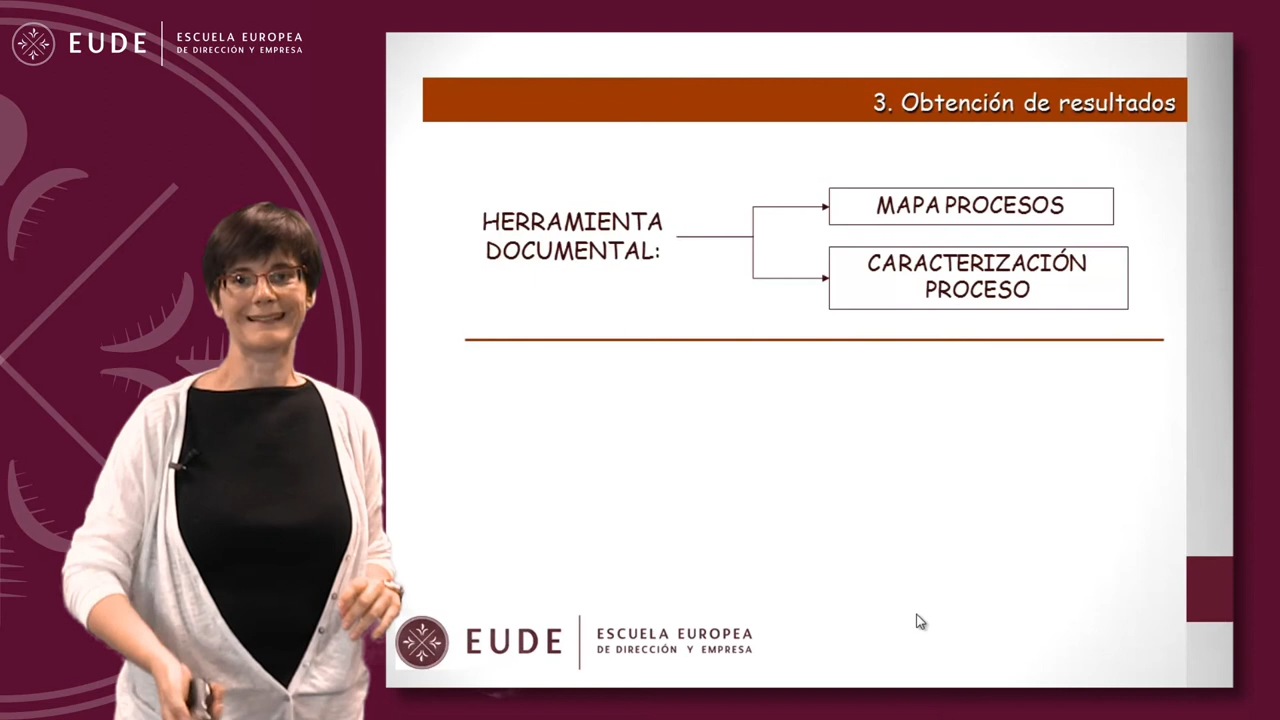 EUDE
ESCUELA EUROPEA
DE DIRECCIÓN Y EMPRESA
3. Obtención de resultados
HERRAMIENTA
DOCUMENTAL:
MAPA PROCESOS
CARACTERIZACIÓN
PROCESO
EUDE
ESCUELA EUROPEA
DE DIRECCIÓN Y EMPRESA